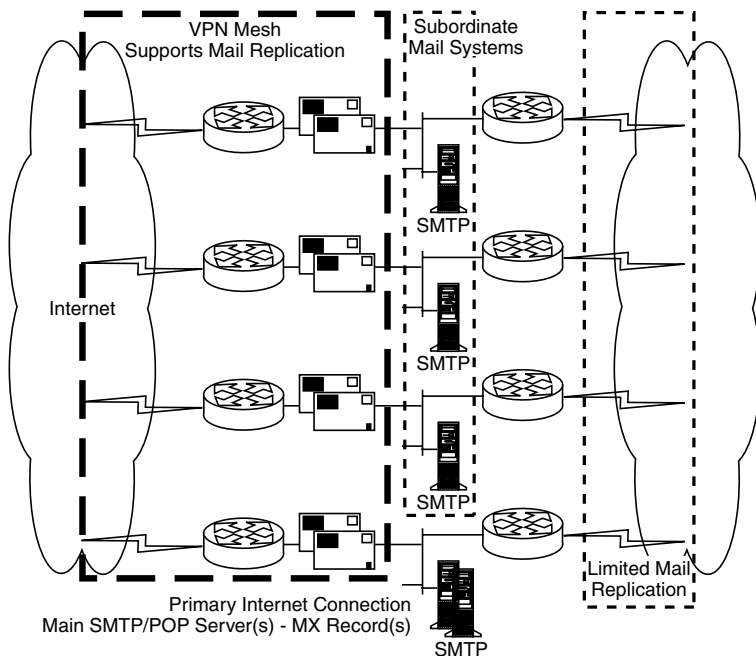 VPN Mesh
Supports Mail Replication
Subordinate
Mail Systems
SMTP
SMTP
Internet
SMTP
SMTP
Limited Mail
Replication
Primary Internet Connection
Main SMTP/POP Server(s) - MX Record(s)